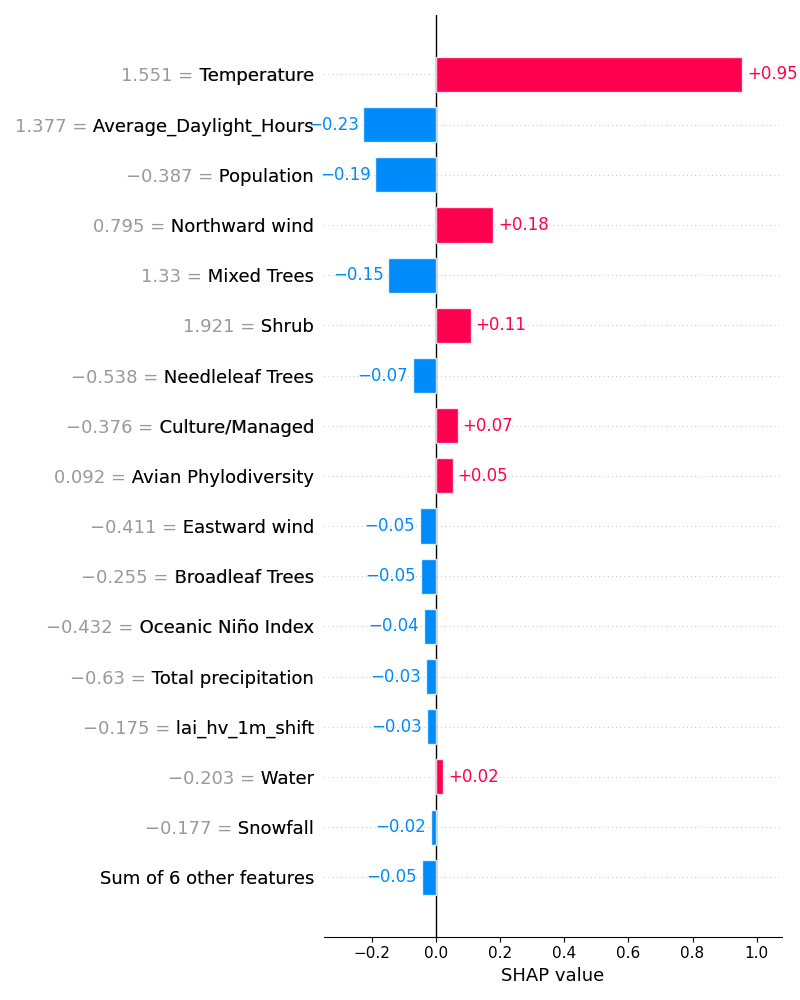 1.551 = Temperature +0.95
1.377 = Average_Daylight_Hours −0.23
−0.387 = Population −0.19
0.795 = Northward wind +0.18
1.33 = Mixed Trees −0.15
1.921 = Shrub +0.11
−0.538 = Needleleaf Trees −0.07
−0.376 = Culture/Managed +0.07
0.092 = Avian Phylodiversity +0.05
−0.411 = Eastward wind −0.05
−0.255 = Broadleaf Trees −0.05
−0.432 = Oceanic Niño Index −0.04
−0.63 = Total precipitation −0.03
−0.175 = lai_hv_1m_shift −0.03
−0.203 = Water +0.02
−0.177 = Snowfall −0.02
Sum of 6 other features −0.05
−0.2 0.0 0.2 0.4 0.6 0.8 1.0
SHAP value